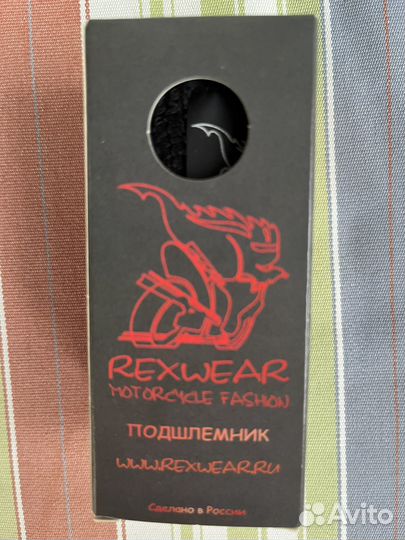 REXWEAR
MOTORCYCLE FASHION
ПОДШЛЕМНИК
WWW.REXWEAR.RU
Сделано в России
Avito